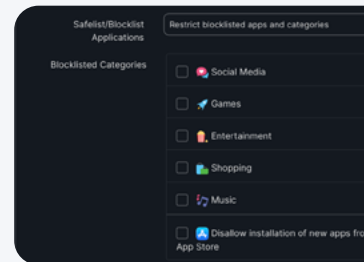 Safelist/Blocklist
Applications
Restrict blocklisted apps and categories
Blocklisted Categories
Social Media
Games
Entertainment
Shopping
Music
Disallow installation of new apps
App Store